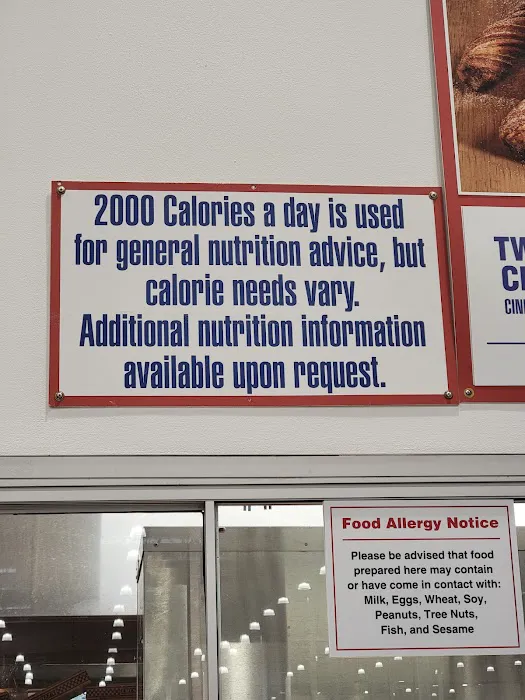 2000 Calories a day is used
for general nutrition advice, but
calorie needs vary.
Additional nutrition information
available upon request.
Food Allergy Notice
Please be advised that food
prepared here may contain
or have come in contact with:
Milk, Eggs, Wheat, Soy,
Peanuts, Tree Nuts,
Fish, and Sesame